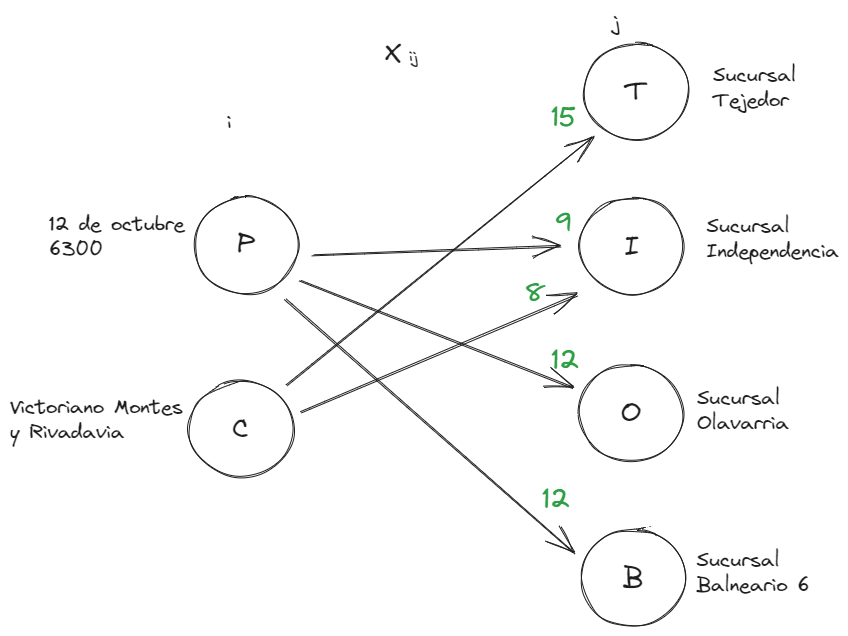 j
X ij
T
Sucursal
Tejedor
i
15
12 de octubre
6300
P
9
I
Sucursal
Independencia
8
12
Victoriano Montes
y Rivadavia
C
O
Sucursal
Olavarria
12
B
Sucursal
Balneario 6